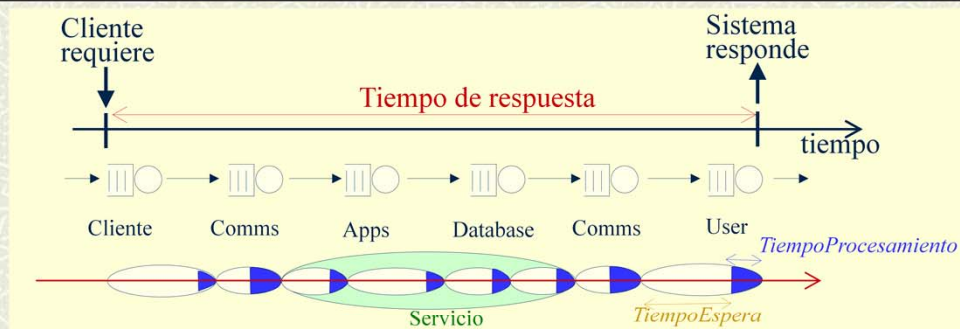 Cliente
requiere
Sistema
responde
Tiempo de respuesta
tiempo
Cliente Comms Apps Database Comms User
TiempoProcesamiento
TiempoEspera
Servicio